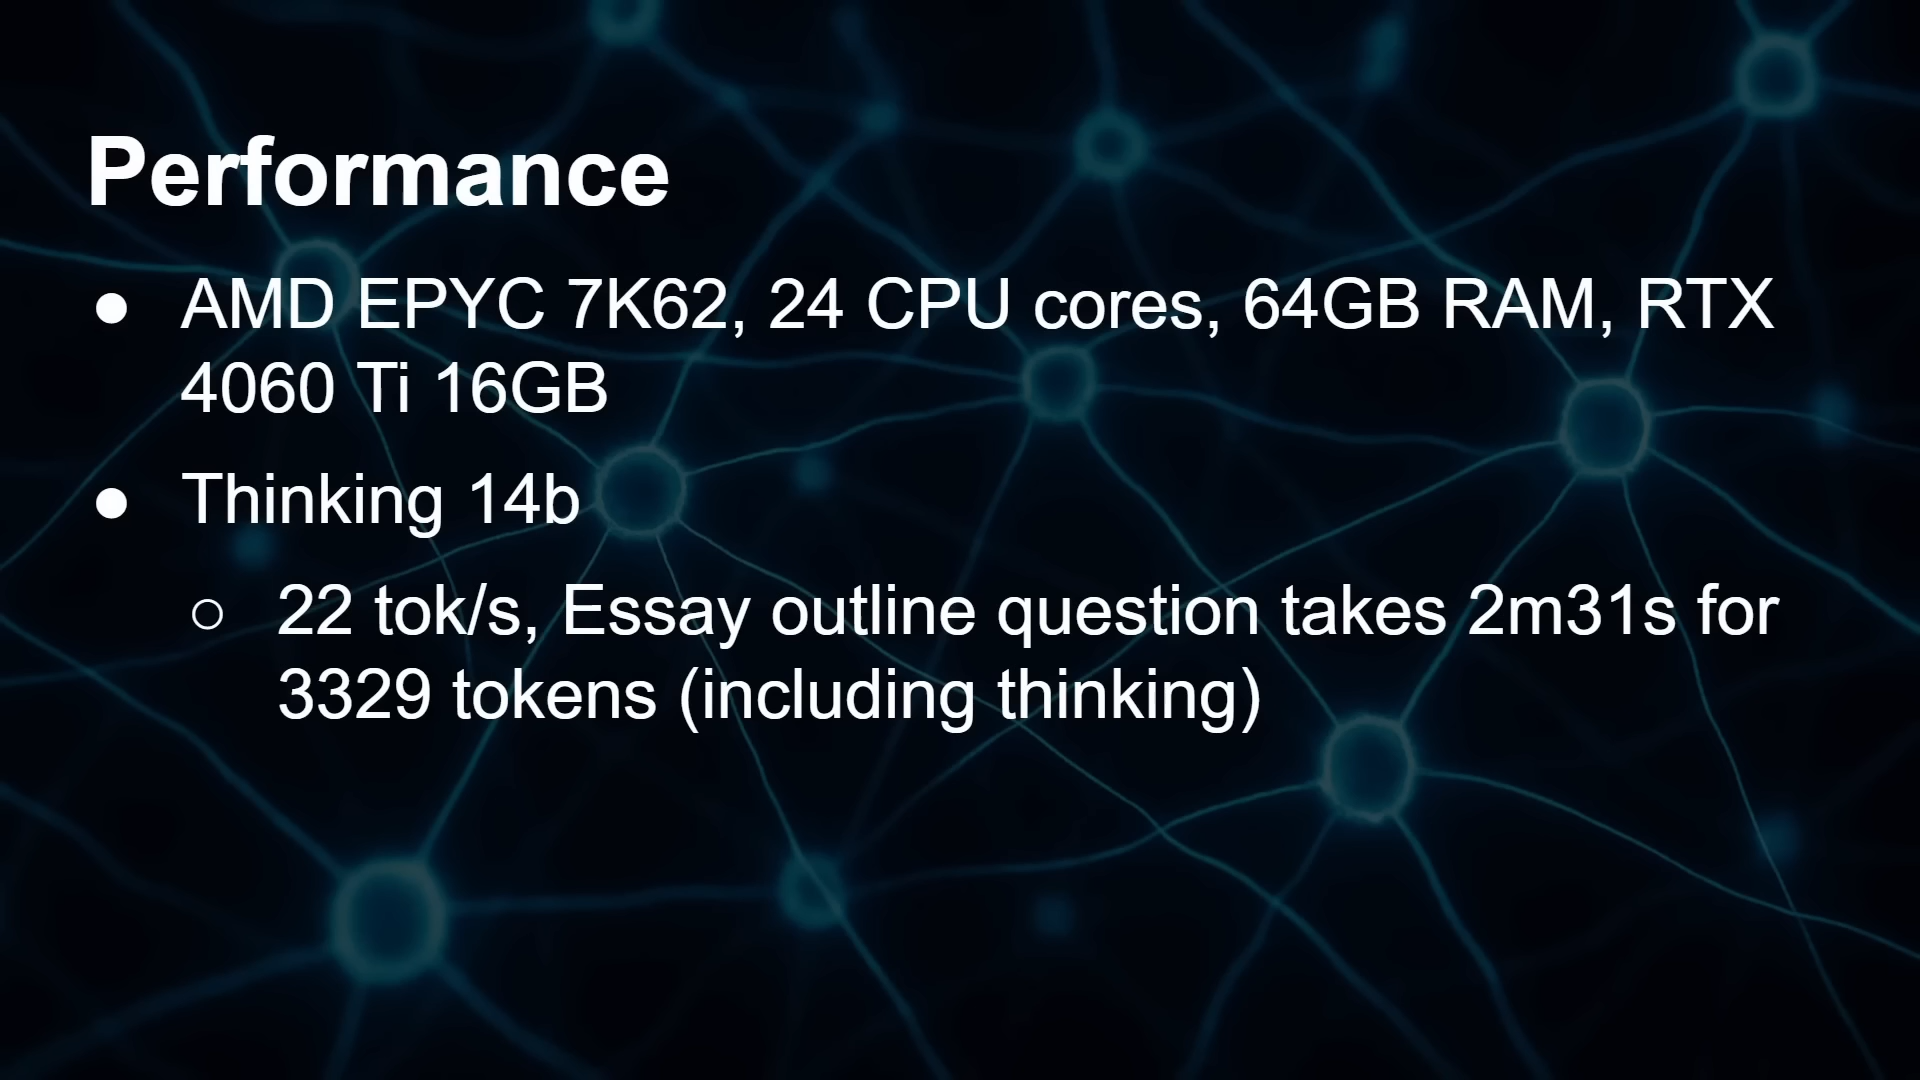 Performance
● AMD EPYC 7K62, 24 CPU cores, 64GB RAM, RTX
4060 Ti 16GB
● Thinking 14b
○ 22 tok/s, Essay outline question takes 2m31s for
3329 tokens (including thinking)